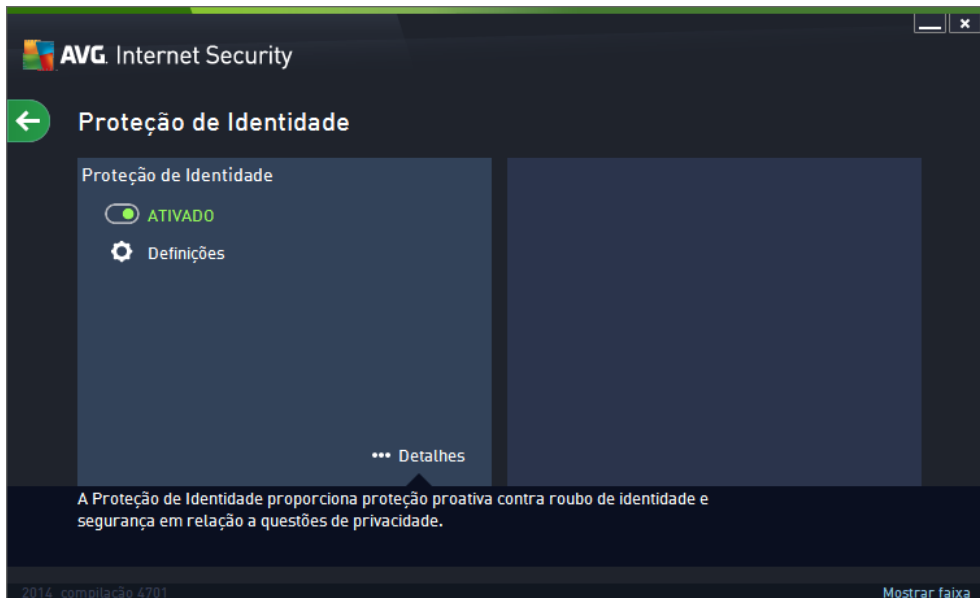 AVG. Internet Security
Proteção de Identidade
Proteção de Identidade
ATIVADO
Definições
Detalhes
A Proteção de Identidade proporciona proteção proativa contra roubo de identidade e
segurança em relação a questões de privacidade.
2014 compilação 4701
Mostrar faixa